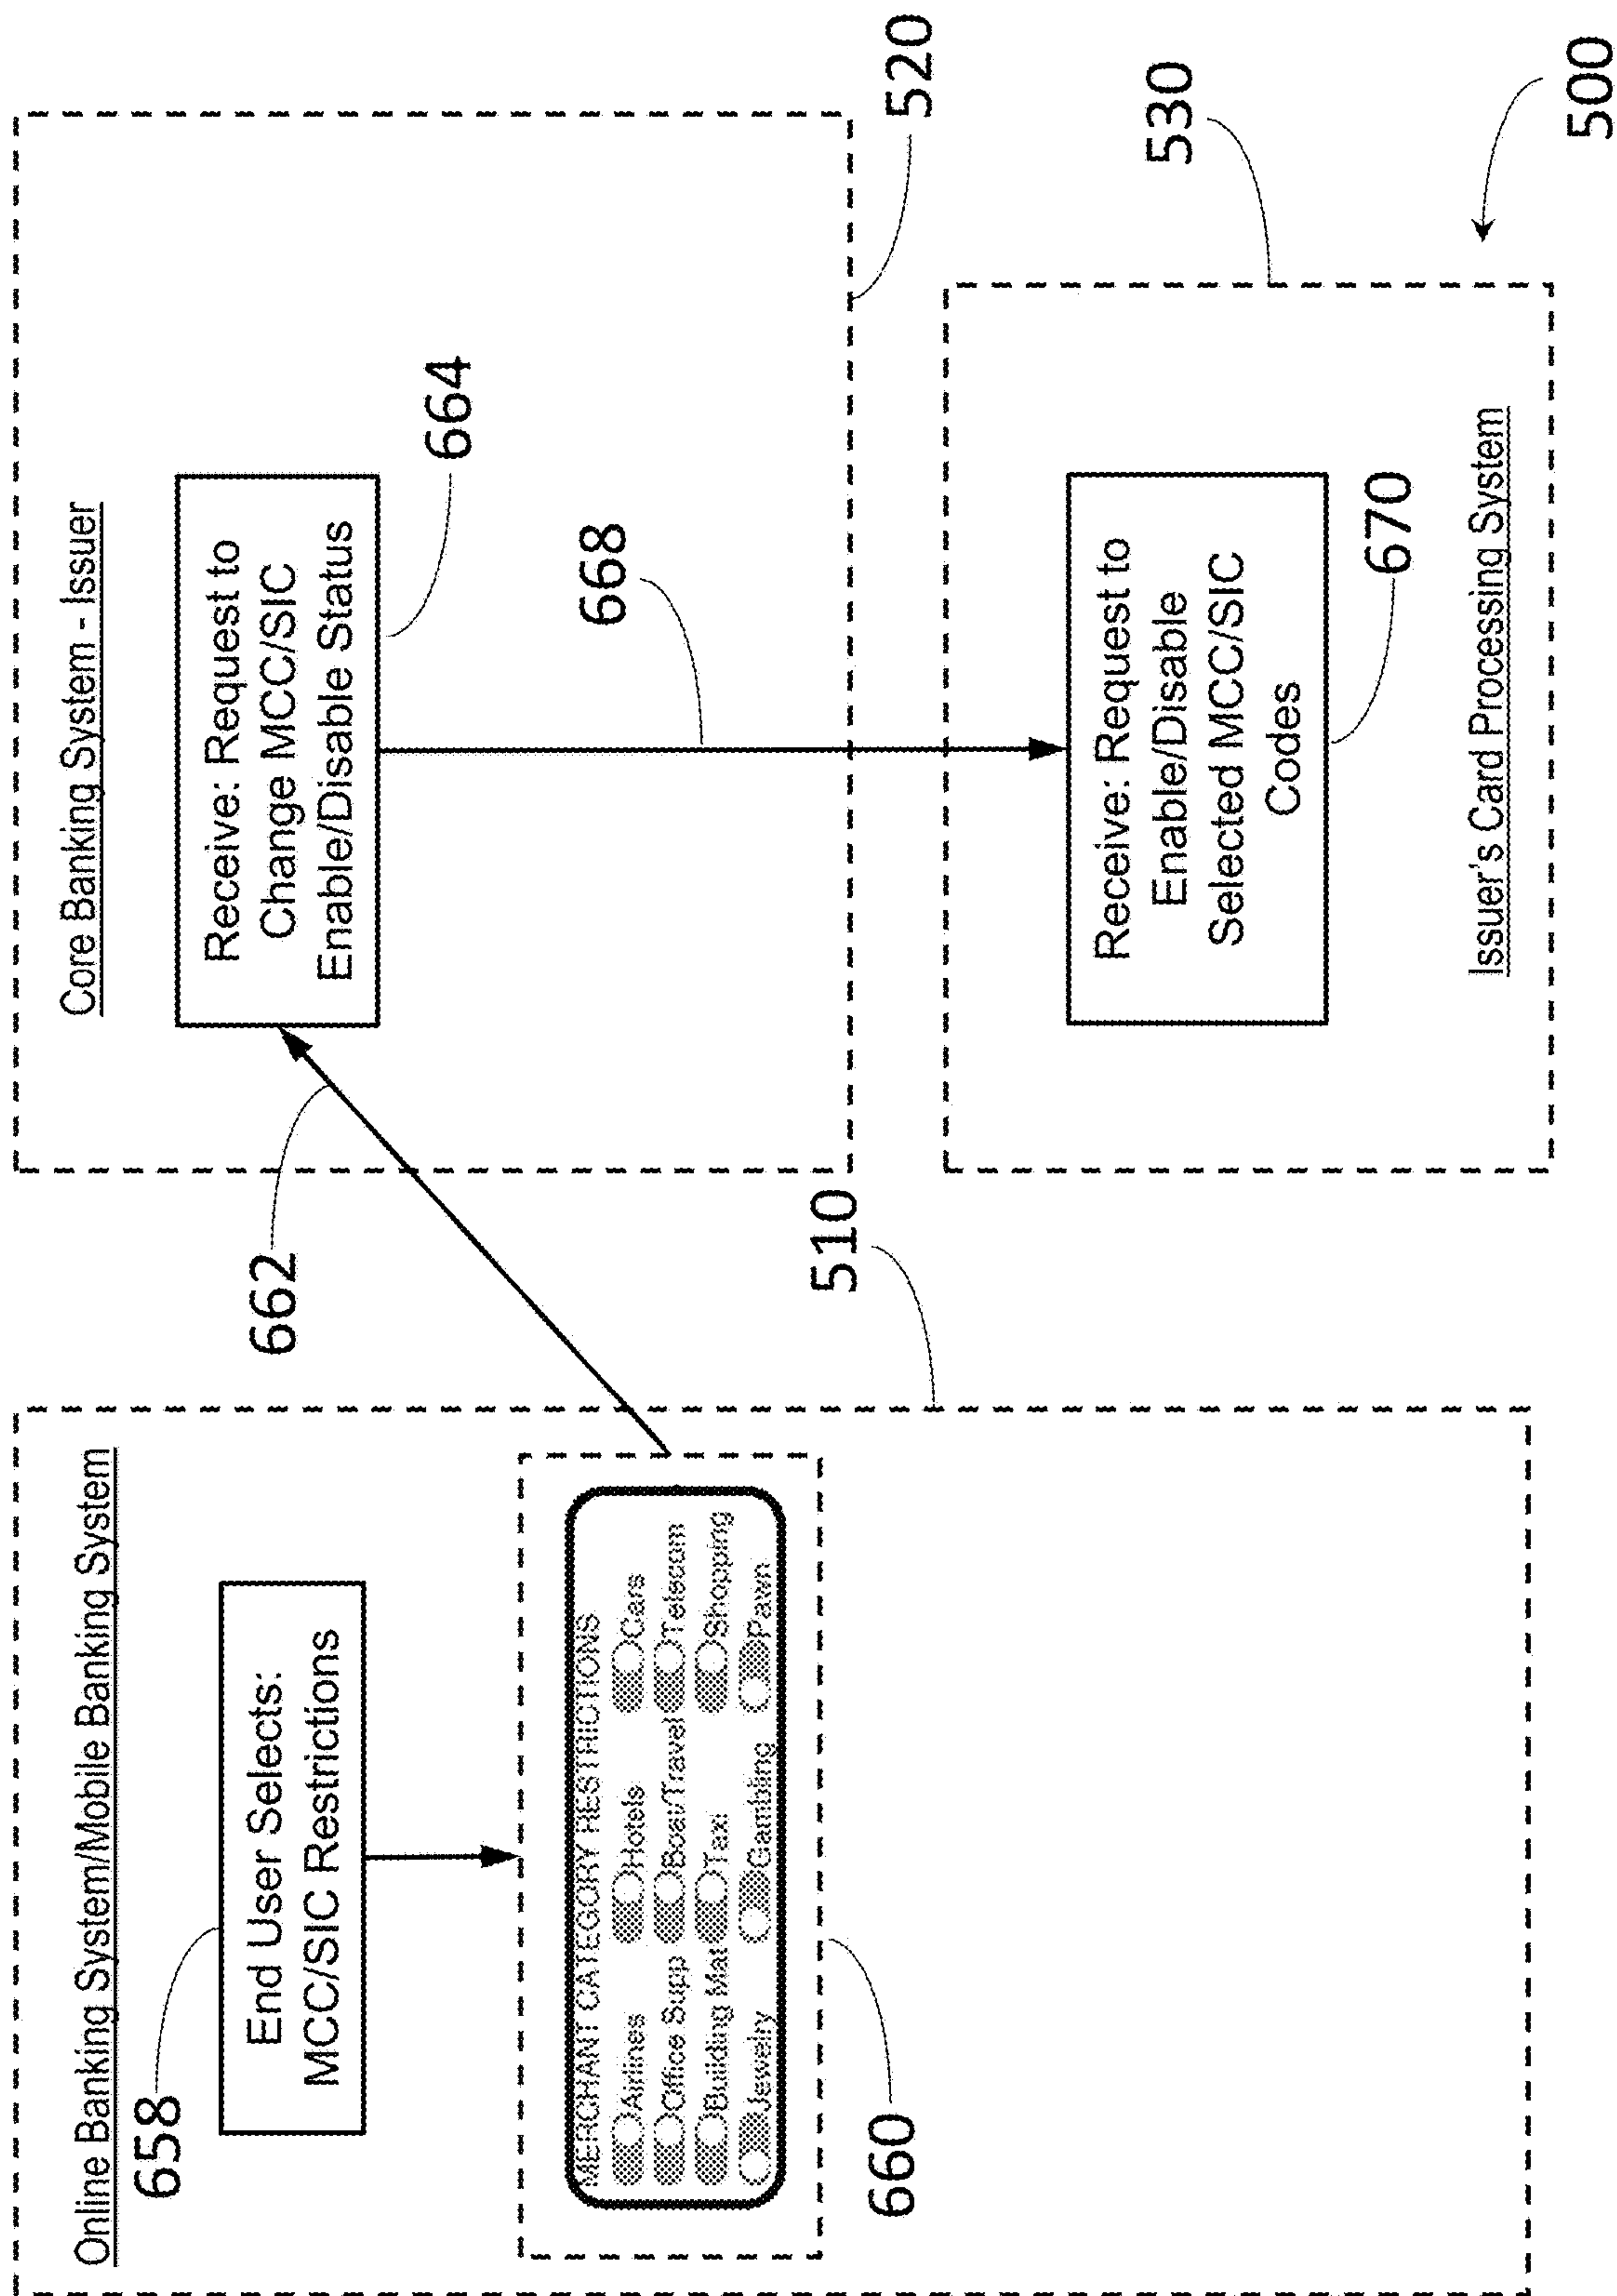 Online Banking System/Mobile Banking System
658
End User Selects:
MCC/SIC Restrictions
MERCHANT CATEGORY RESTRICTIONS
Airlines Hotels Cars
Office Supp Boat/Travel Telecom
Building Mat Taxi Shopping
Jewelry Gambling Pawn
660
510
662
Core Banking System - Issuer
Receive: Request to
Change MCC/SIC
Enable/Disable Status
664
668
520
530
Receive: Request to
Enable/Disable
Selected MCC/SIC
Codes
670
Issuer's Card Processing System
500